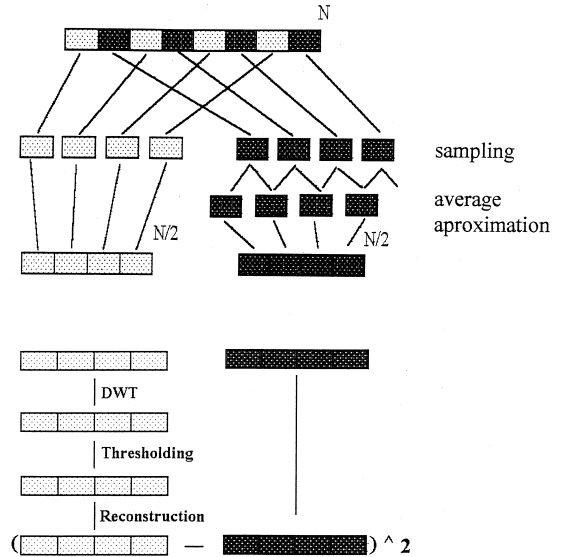 N
sampling
average
aproximation
N/2
N/2
DWT
Thresholding
Reconstruction
( — ) ^ 2